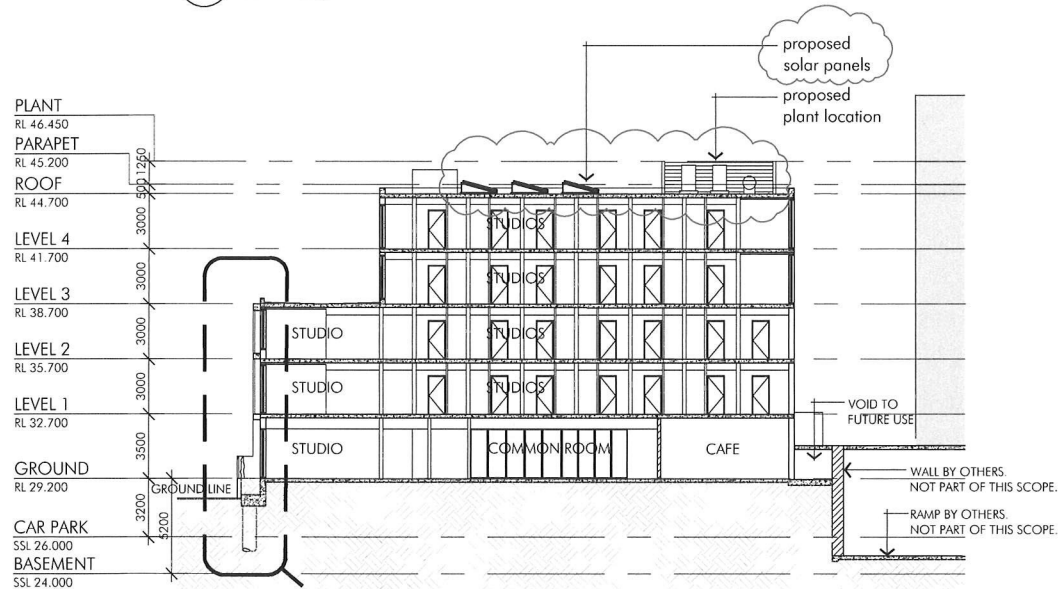 proposed
solar panels
proposed
plant location
PLANT
RL 46.450
PARAPET
RL 45.200
ROOF
RL 44.700
LEVEL 4
RL 41.700
LEVEL 3
RL 38.700
LEVEL 2
RL 35.700
LEVEL 1
RL 32.700
GROUND
RL 29.200
CAR PARK
SSL 26.000
BASEMENT
SSL 24.000
1250
500
3000
3000
3000
3000
3500
3200
5200
GROUND LINE
STUDIOS
STUDIOS
STUDIO
STUDIOS
STUDIO
STUDIOS
STUDIO
COMMON ROOM
CAFE
VOID TO
FUTURE USE
WALL BY OTHERS.
NOT PART OF THIS SCOPE.
RAMP BY OTHERS.
NOT PART OF THIS SCOPE.